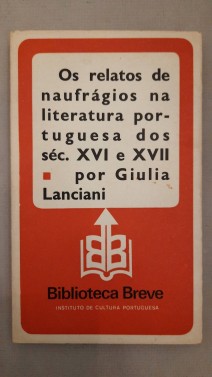 Os relatos de
naufrágios na
literatura por-
tuguesa dos
séc. XVI e XVII
▪ por Giulia
Lanciani
BB
Biblioteca Breve
INSTITUTO DE CULTURA PORTUGUESA